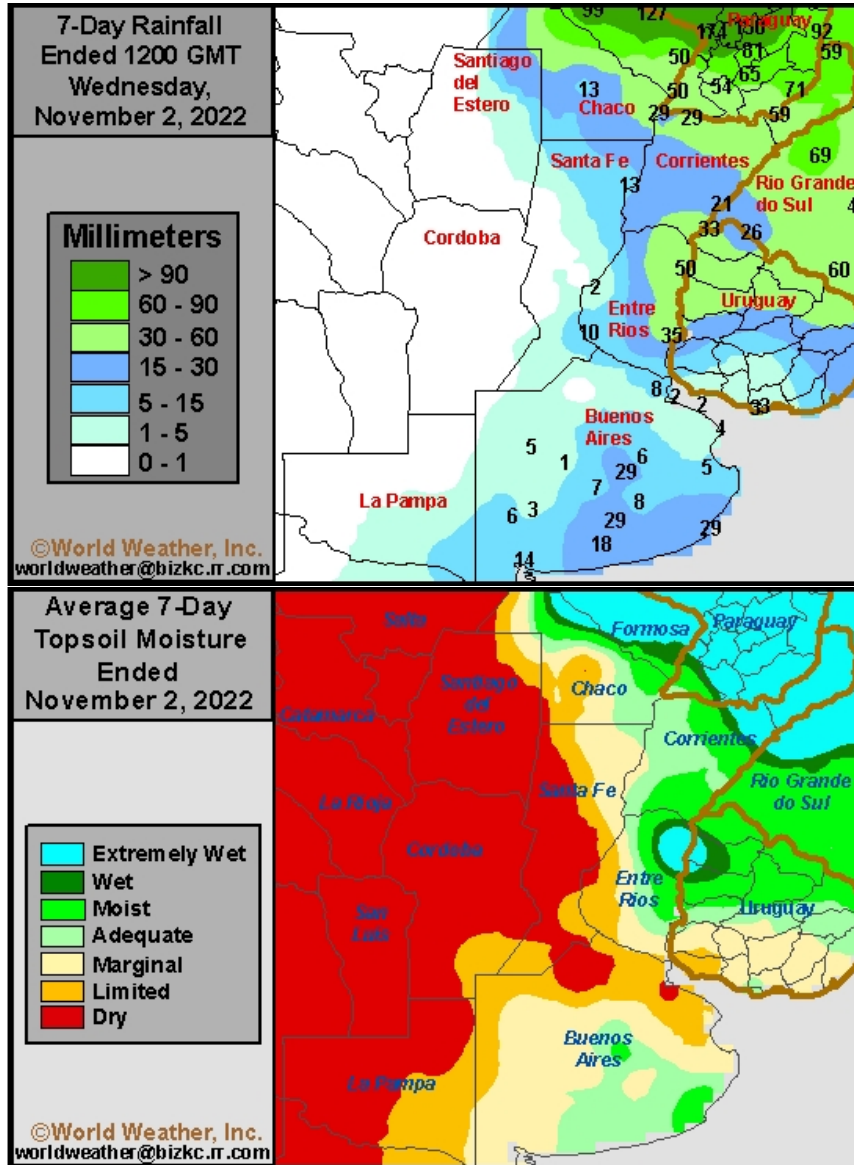 7-Day Rainfall
Ended 1200 GMT
Wednesday,
November 2, 2022
Millimeters
> 90
60 - 90
30 - 60
15 - 30
5 - 15
1 - 5
0 - 1
©World Weather, Inc.
worldweather@bizkc.rr.com
99 127 Paraguay
174 150 92
50 81 59
Santiago
del
Estero
65
13 50 54 71
Chaco
29 29 59
Santa Fe Corrientes 69
13 Rio Grande
do Sul
21 4
33 26
Cordoba
50 60
2 Uruguay
Entre
Rios
10 35
8 2 2 33
Buenos
Aires
4
5 1 6 5
29
7
La Pampa
6 3 8
29 29
18
14
Average 7-Day
Topsoil Moisture
Ended
November 2, 2022
Extremely Wet
Wet
Moist
Adequate
Marginal
Limited
Dry
©World Weather, Inc.
worldweather@bizkc.rr.com
Salto Formosa Paraguay
Santiago
del
Estero
Chaco
Catamarca
Corrientes
La Rioja Santa Fe
Rio Grande
do Sul
Cordoba
Entre
Rios
San
Luis
Uruguay
Buenos
Aires
La Pampa